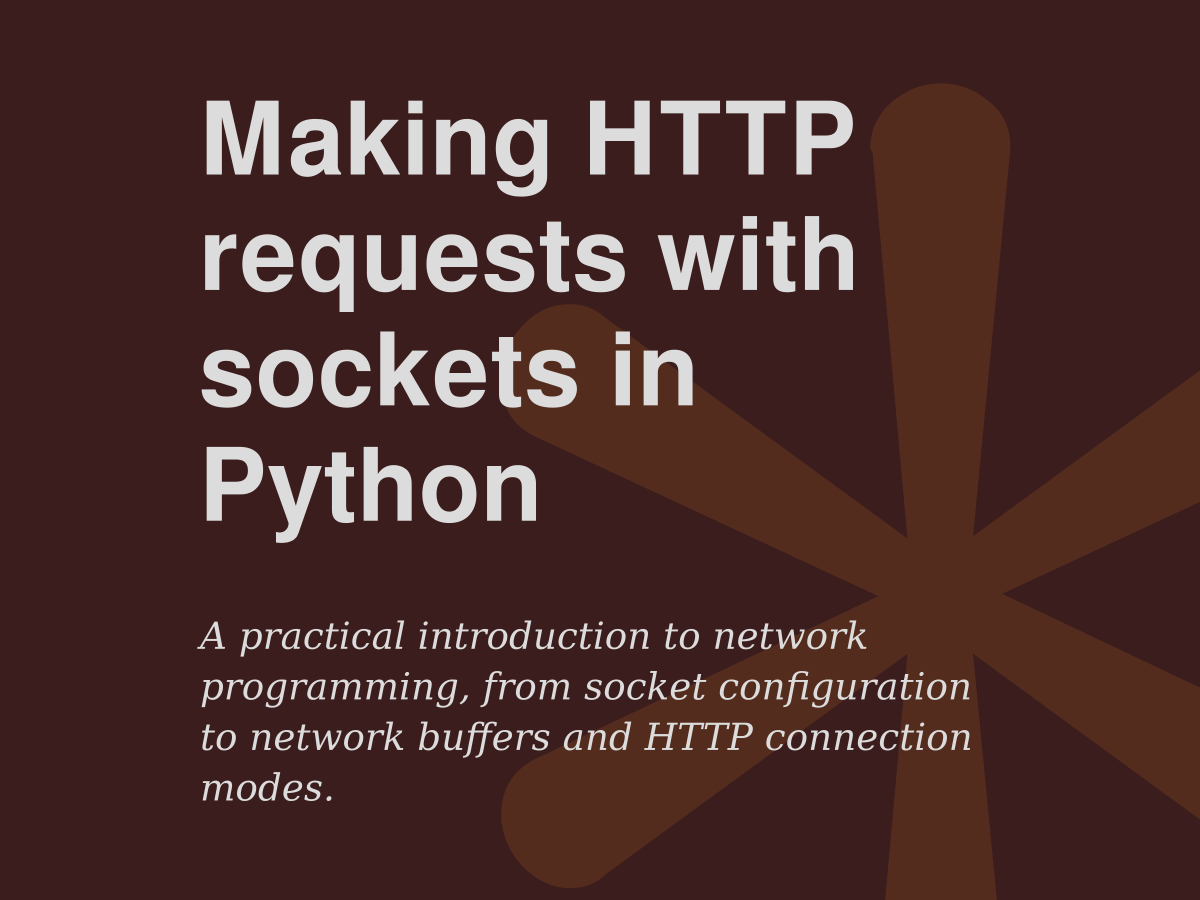 Making HTTP
requests with
sockets in
Python
A practical introduction to network
programming, from socket configuration
to network buffers and HTTP connection
modes.